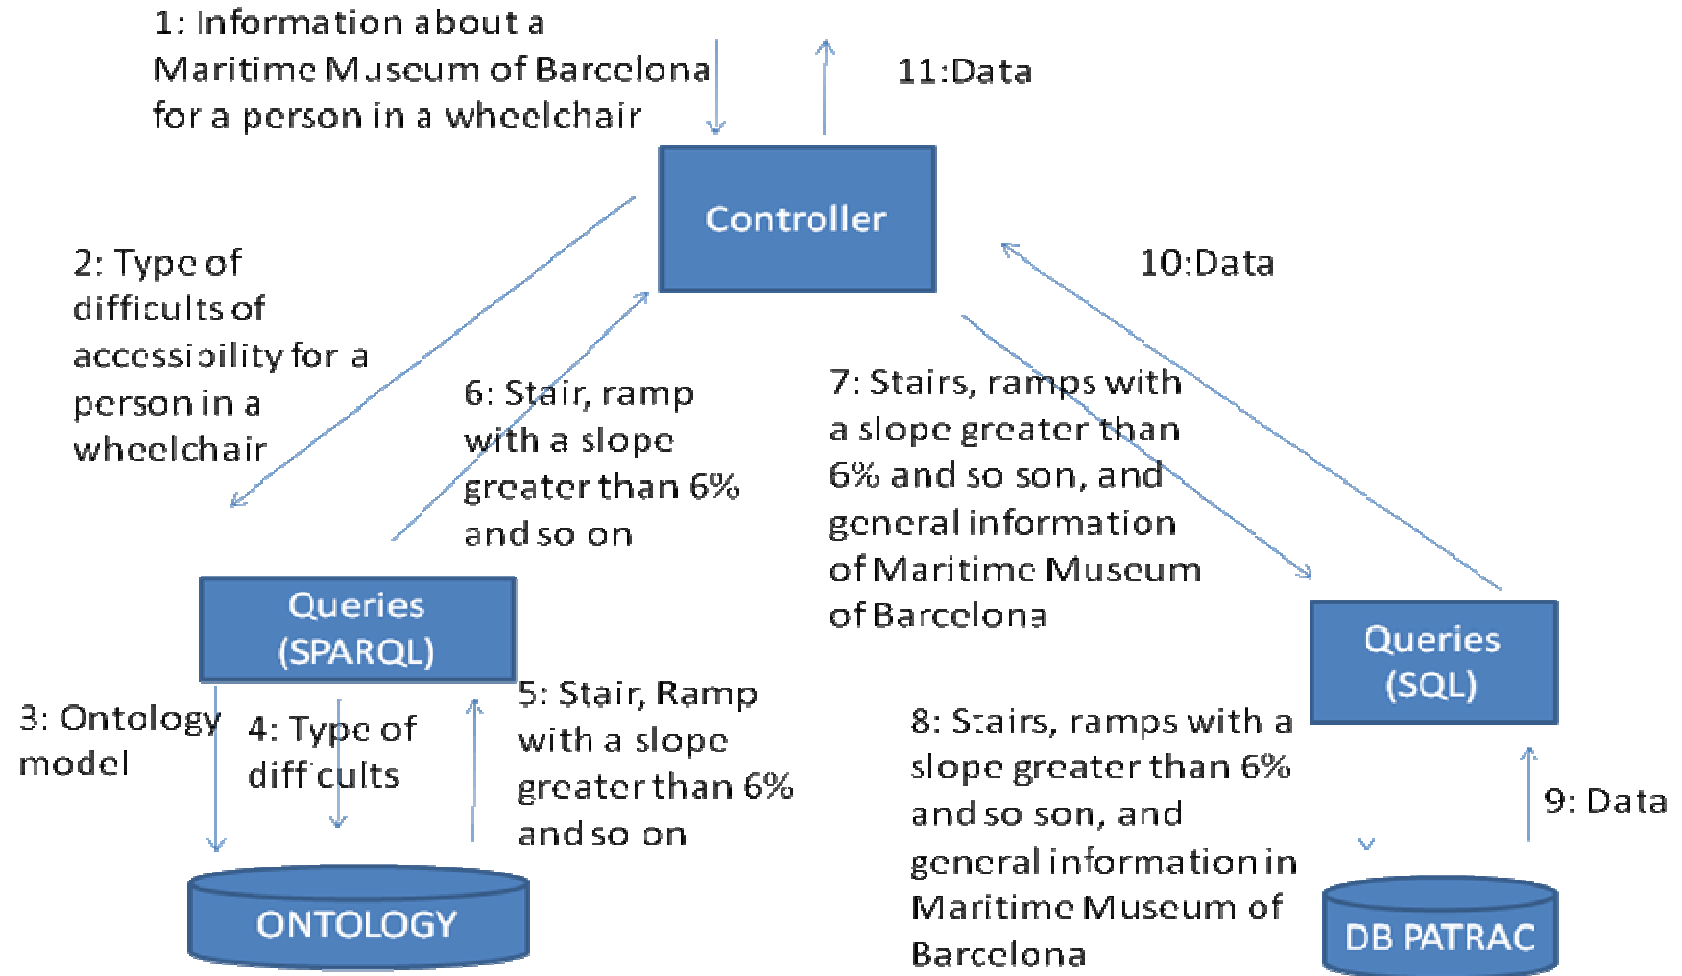 1: Information about a
Maritime Museum of Barcelona
for a person in a wheelchair
11:Data
Controller
2: Type of
difficults of
accessibility for a
person in a
wheelchair
10:Data
6: Stair, ramp
with a slope
greater than 6%
and so on
7: Stairs, ramps with
a slope greater than
6% and so son, and
general information
of Maritime Museum
of Barcelona
Queries
(SPARQL)
Queries
(SQL)
3: Ontology
model
4: Type of
difficults
5: Stair, Ramp
with a slope
greater than 6%
and so on
8: Stairs, ramps with a
slope greater than 6%
and so son, and
general information in
Maritime Museum of
Barcelona
9: Data
ONTOLOGY
DB PATRAC